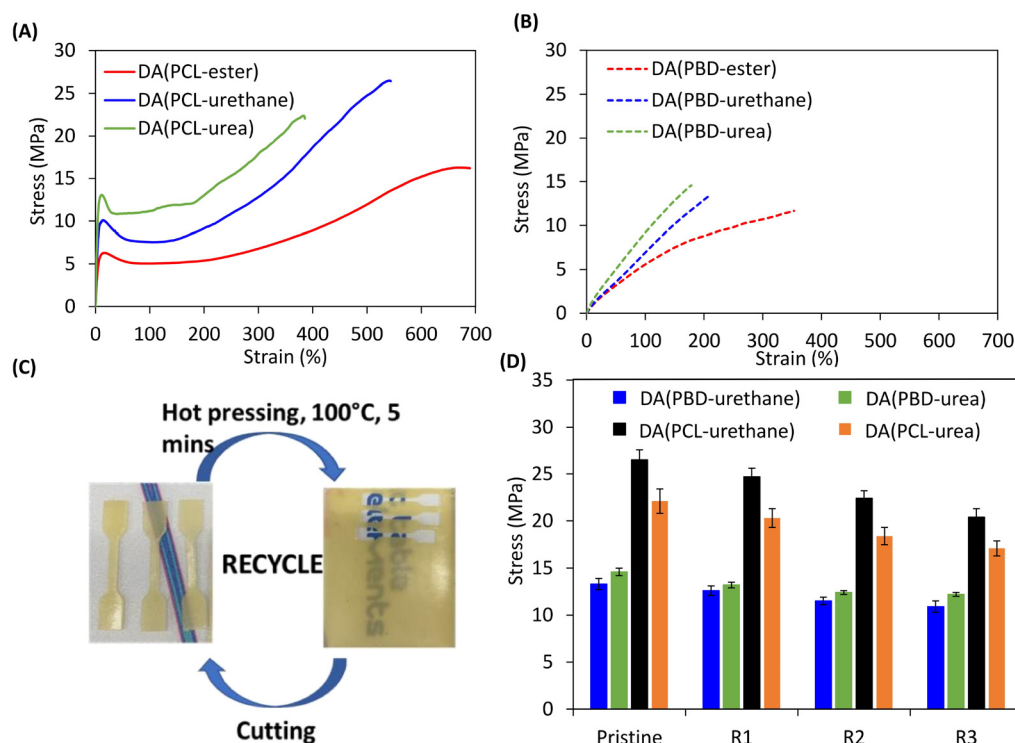 (A)
30
25
20
15
10
5
0
Stress (MPa)
DA(PCL-ester)
DA(PCL-urethane)
DA(PCL-urea)
0 100 200 300 400 500 600 700
Strain (%)
(B)
30
25
20
15
10
5
0
Stress (MPa)
DA(PBD-ester)
DA(PBD-urethane)
DA(PBD-urea)
0 100 200 300 400 500 600 700
Strain (%)
(C)
Hot pressing, 100°C, 5
mins
RECYCLE
Cutting
(D)
35
30
25
20
15
10
5
0
Stress (MPa)
DA(PBD-urethane) DA(PBD-urea)
DA(PCL-urethane) DA(PCL-urea)
Pristine R1 R2 R3